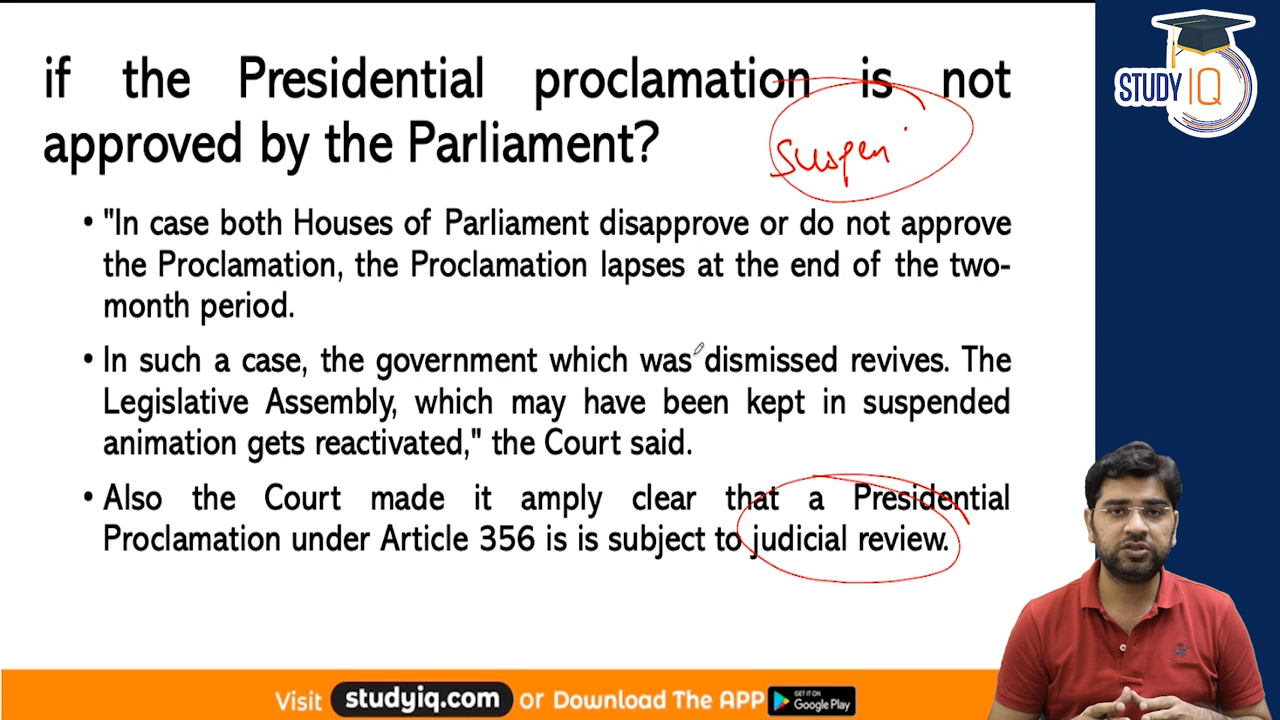 if the Presidential proclamation is not
approved by the Parliament?
suspen
• "In case both Houses of Parliament disapprove or do not approve
the Proclamation, the Proclamation lapses at the end of the two-
month period.
• In such a case, the government which was dismissed revives. The
Legislative Assembly, which may have been kept in suspended
animation gets reactivated," the Court said.
• Also the Court made it amply clear that a Presidential
Proclamation under Article 356 is is subject to judicial review.
STUDY IQ
Visit studyiq.com or Download The APP GET IT ON Google Play